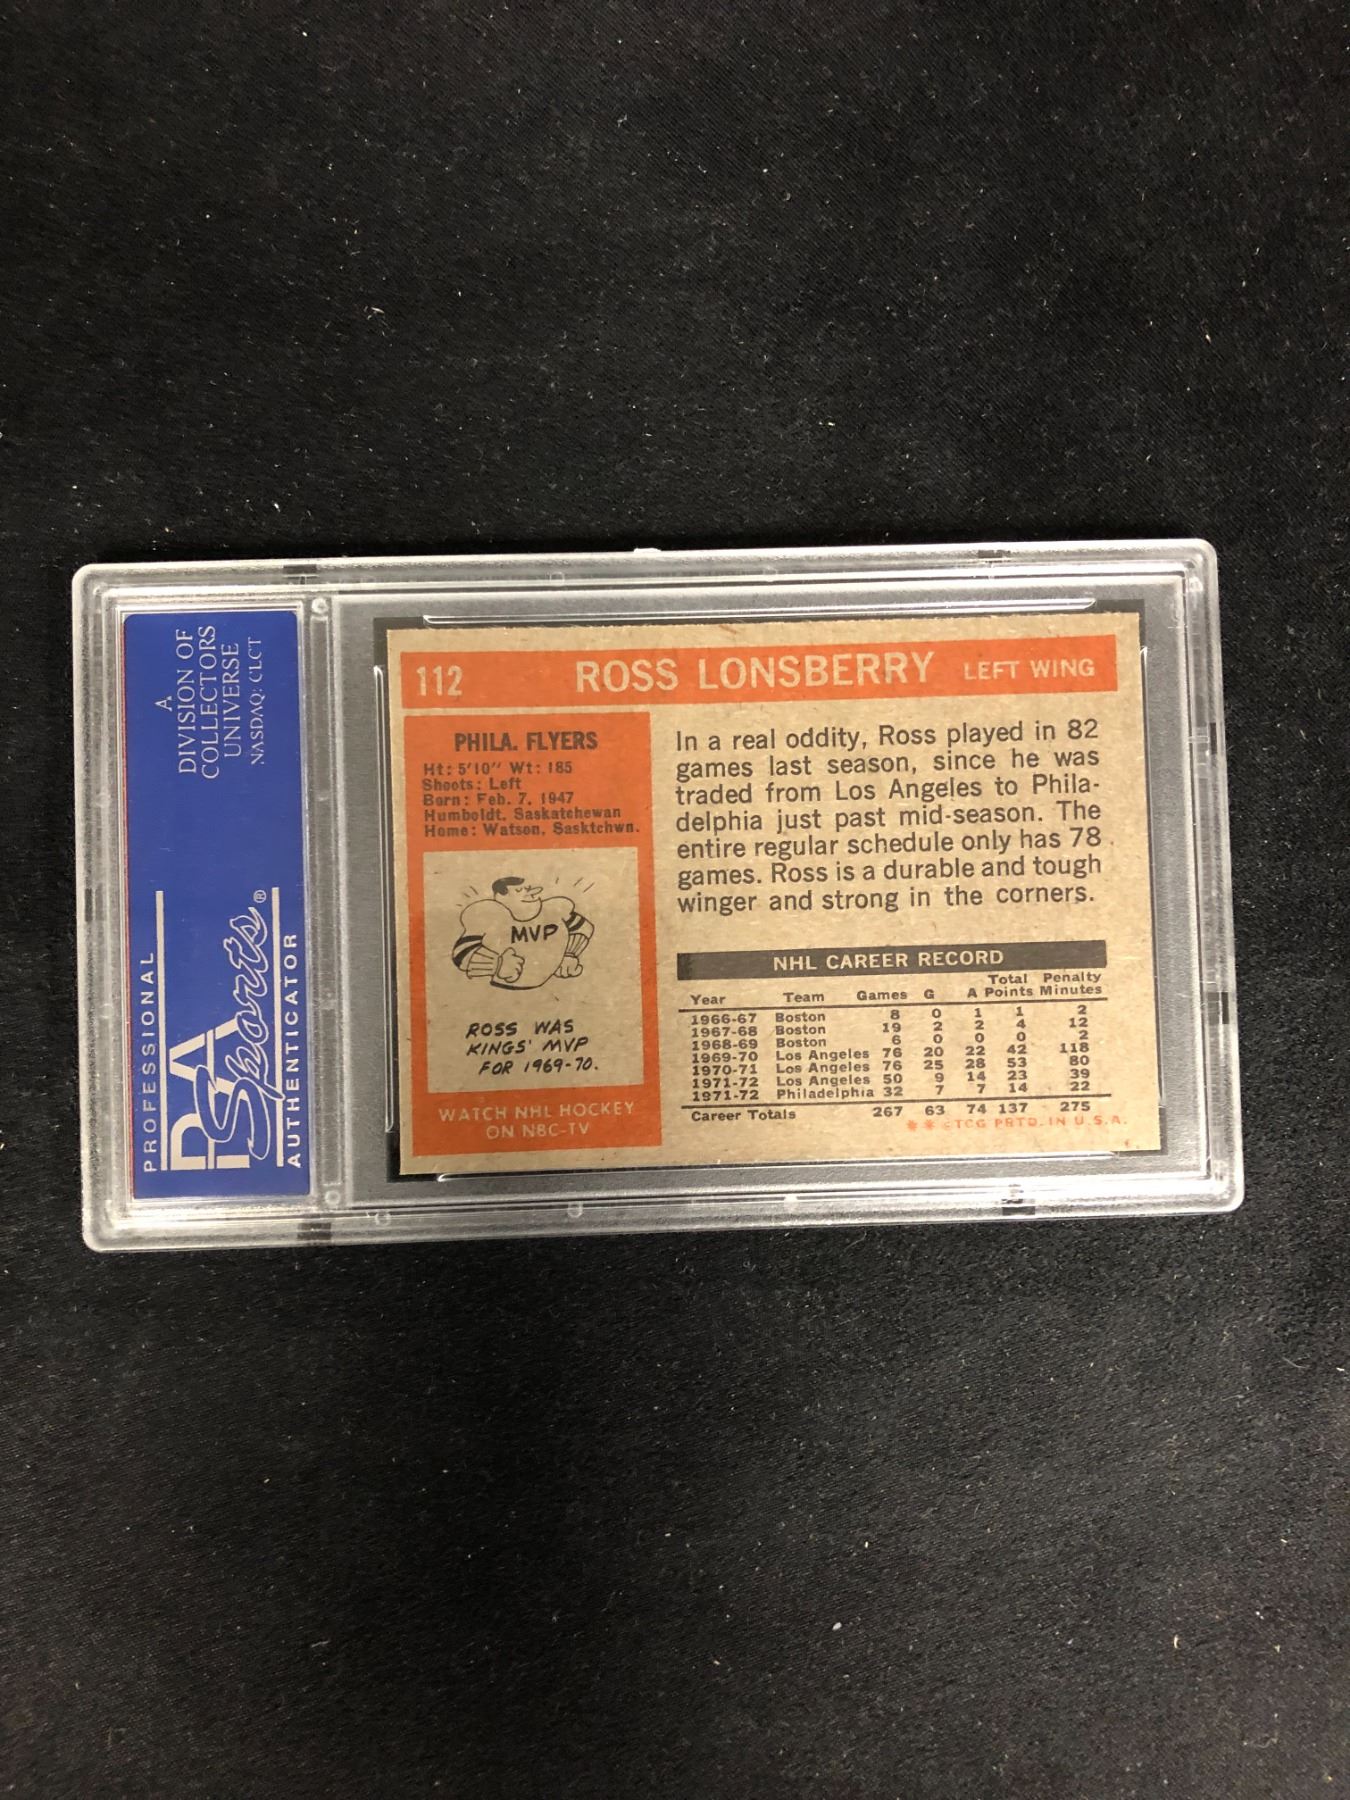 A
DIVISION OF
COLLECTORS
UNIVERSE
NASDAQ: CLCT
PROFESSIONAL
PSA
Sports®
AUTHENTICATOR
112 ROSS LONSBERRY LEFT WING
PHILA. FLYERS
Ht: 5'10" Wt: 185
Shoots: Left
Born: Feb. 7, 1947
Humboldt, Saskatchewan
Home: Watson, Sasktchwn.
MVP
ROSS WAS
KINGS' MVP
FOR 1969-70.
WATCH NHL HOCKEY
ON NBC-TV
In a real oddity, Ross played in 82
games last season, since he was
traded from Los Angeles to Phila-
delphia just past mid-season. The
entire regular schedule only has 78
games. Ross is a durable and tough
winger and strong in the corners.
NHL CAREER RECORD
Year Team Games G A Total Points Penalty Minutes
1966-67 Boston 8 0 1 1 2
1967-68 Boston 19 2 2 4 12
1968-69 Boston 6 0 0 0 2
1969-70 Los Angeles 76 20 22 42 118
1970-71 Los Angeles 76 25 28 53 80
1971-72 Los Angeles 50 9 14 23 39
1971-72 Philadelphia 32 7 7 14 22
Career Totals 267 63 74 137 275
** ©TCG PRTD. IN U.S.A.